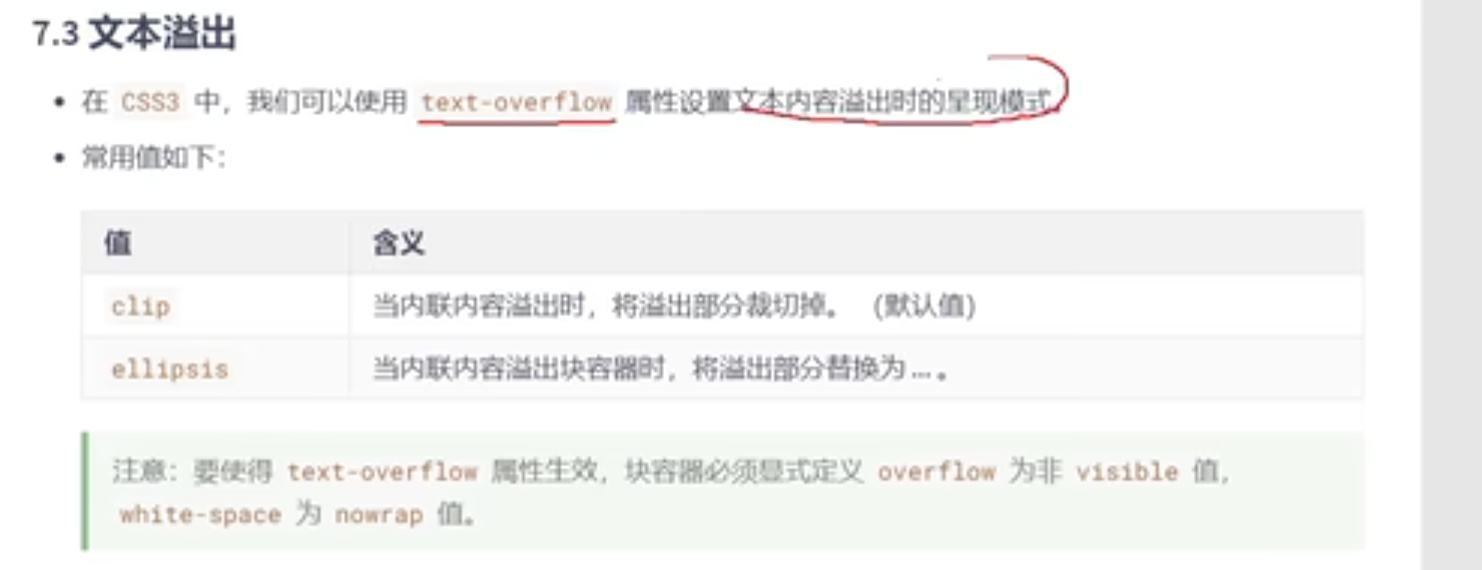 7.3 文本溢出
在 CSS3 中，我们可以使用 text-overflow 属性设置文本内容溢出时的呈现模式。
常用值如下：
值 含义
clip 当内联内容溢出时，将溢出部分裁切掉。 （默认值）
ellipsis 当内联内容溢出块容器时，将溢出部分替换为 ... 。
注意：要使得 text-overflow 属性生效，块容器必须显式定义 overflow 为非 visible 值，
white-space 为 nowrap 值。